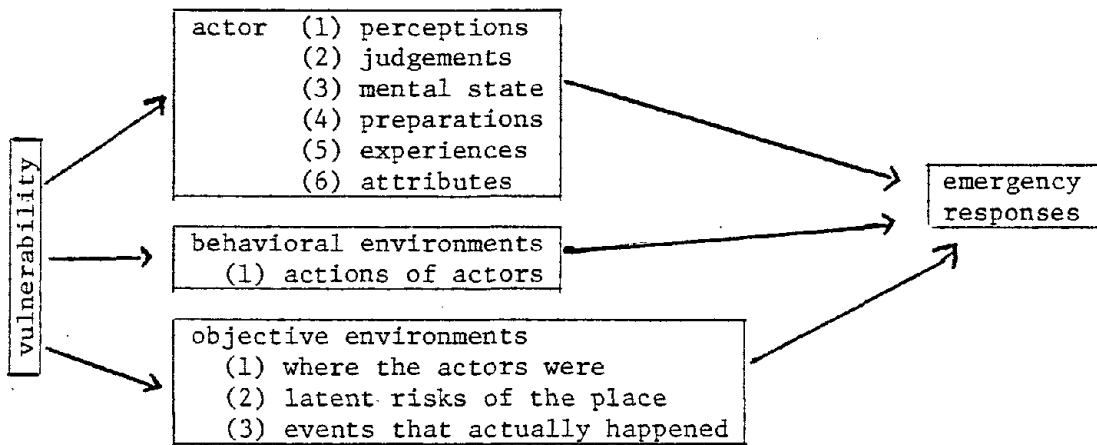 actor (1) perceptions
(2) judgements
(3) mental state
(4) preparations
(5) experiences
(6) attributes
vulnerability
behavioral environments
(1) actions of actors
objective environments
(1) where the actors were
(2) latent risks of the place
(3) events that actually happened
emergency
responses